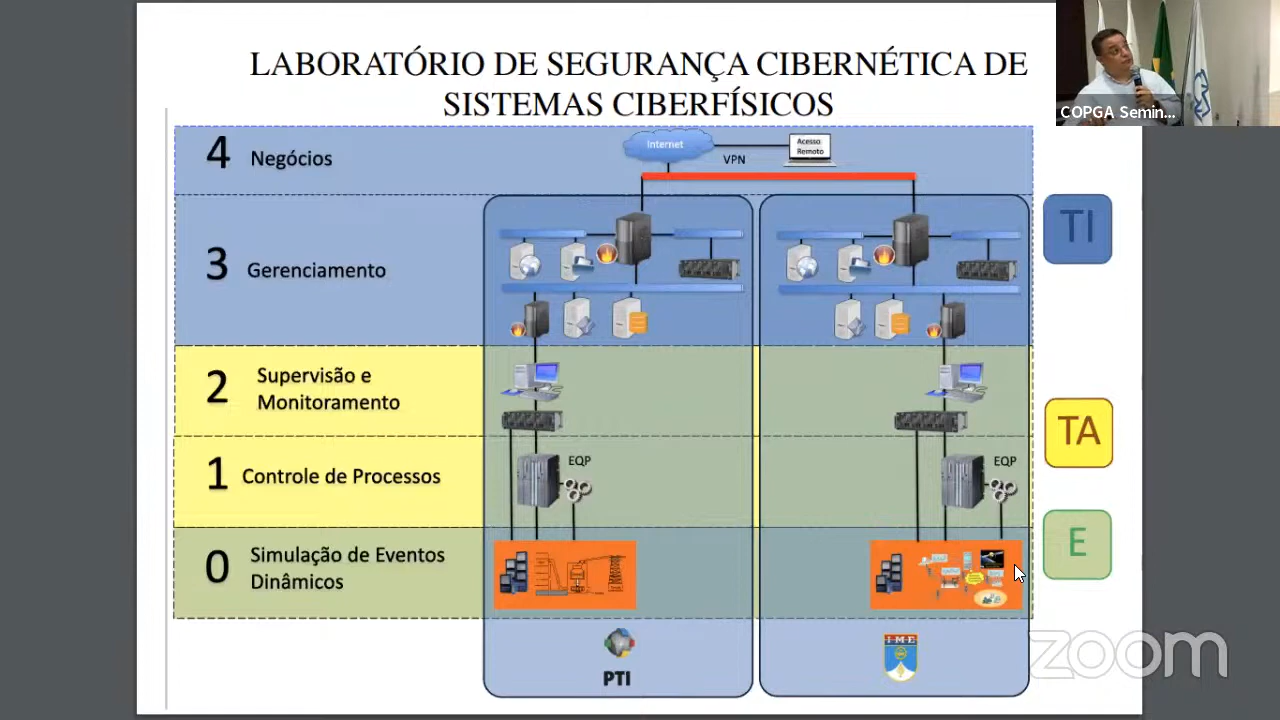 LABORATÓRIO DE SEGURANÇA CIBERNÉTICA DE
SISTEMAS CIBERFÍSICOS
COPGA Semin...
4 Negócios
Internet
VPN
Acesso
Remoto
TI
3 Gerenciamento
2 Supervisão e
Monitoramento
TA
1 Controle de Processos
EQP
EQP
E
0 Simulação de Eventos
Dinâmicos
PTI
I M E
zoom